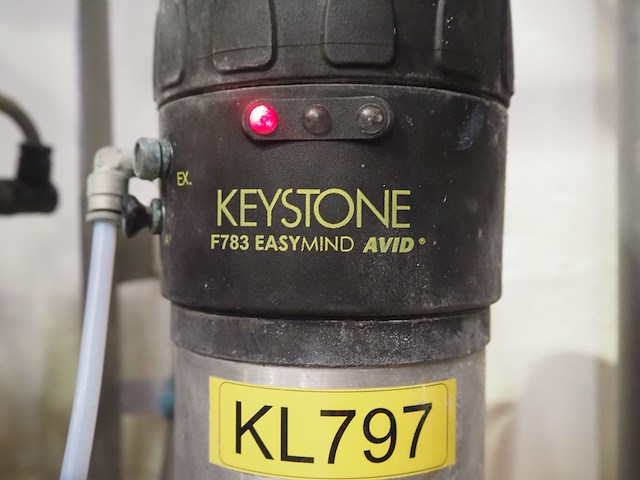 EX.
KEYSTONE
F783 EASYMIND AVID®
KL797